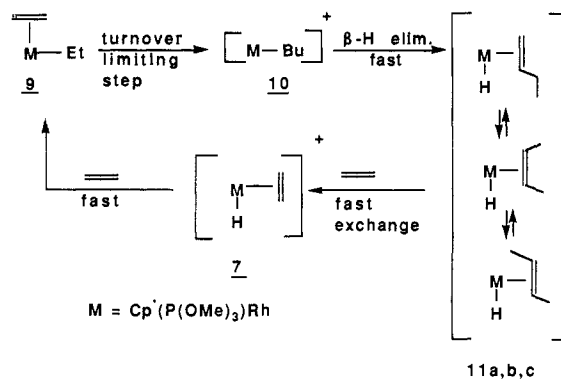 M Et
9
turnover
limiting
step
[ M Bu ] +
10
β-H elim.
fast
M
H
M
H
M
H
11a,b,c
fast
exchange
[ M
H ] +
7
fast
M = Cp*(P(OMe)3)Rh